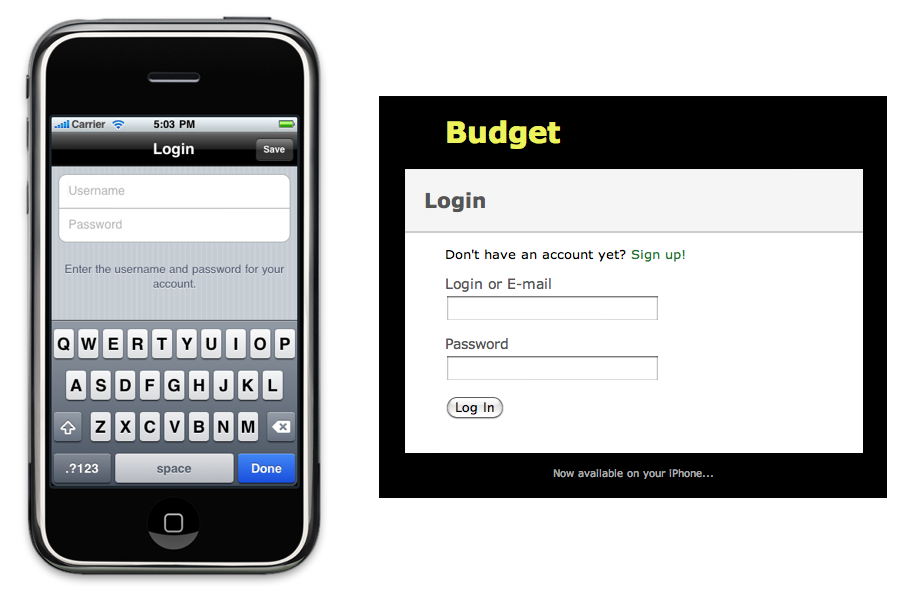 Carrier 5:03 PM
Login Save
Username
Password
Enter the username and password for your
account.
Q W E R T Y U I O P
A S D F G H J K L
Z X C V B N M
.?123 space Done
Budget
Login
Don't have an account yet? Sign up!
Login or E-mail
Password
Log In
Now available on your iPhone...